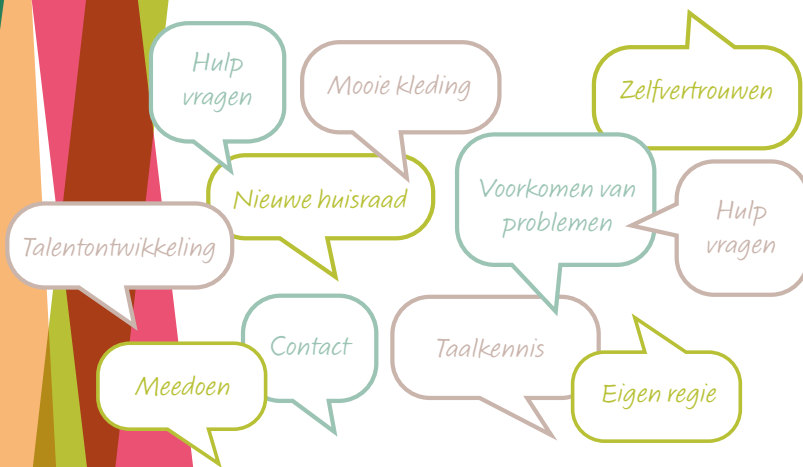 Hulp
vragen
Mooie kleding
Zelfvertrouwen
Nieuwe huisraad
Voorkomen van
problemen
Hulp
vragen
Talentontwikkeling
Contact
Taalkennis
Meedoen
Eigen regie